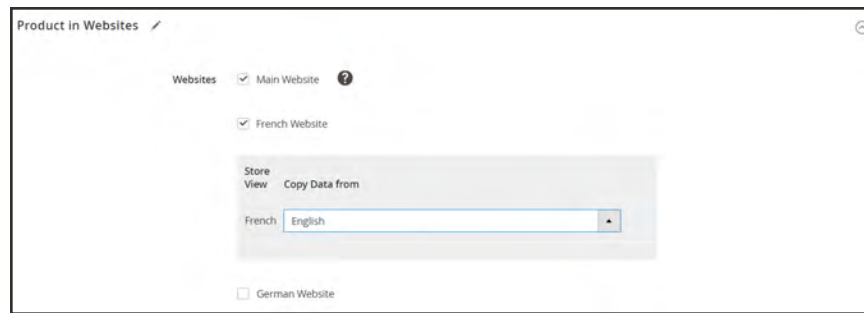 Product in Websites
Websites Main Website ?
French Website
Store
View Copy Data from
French English
German Website